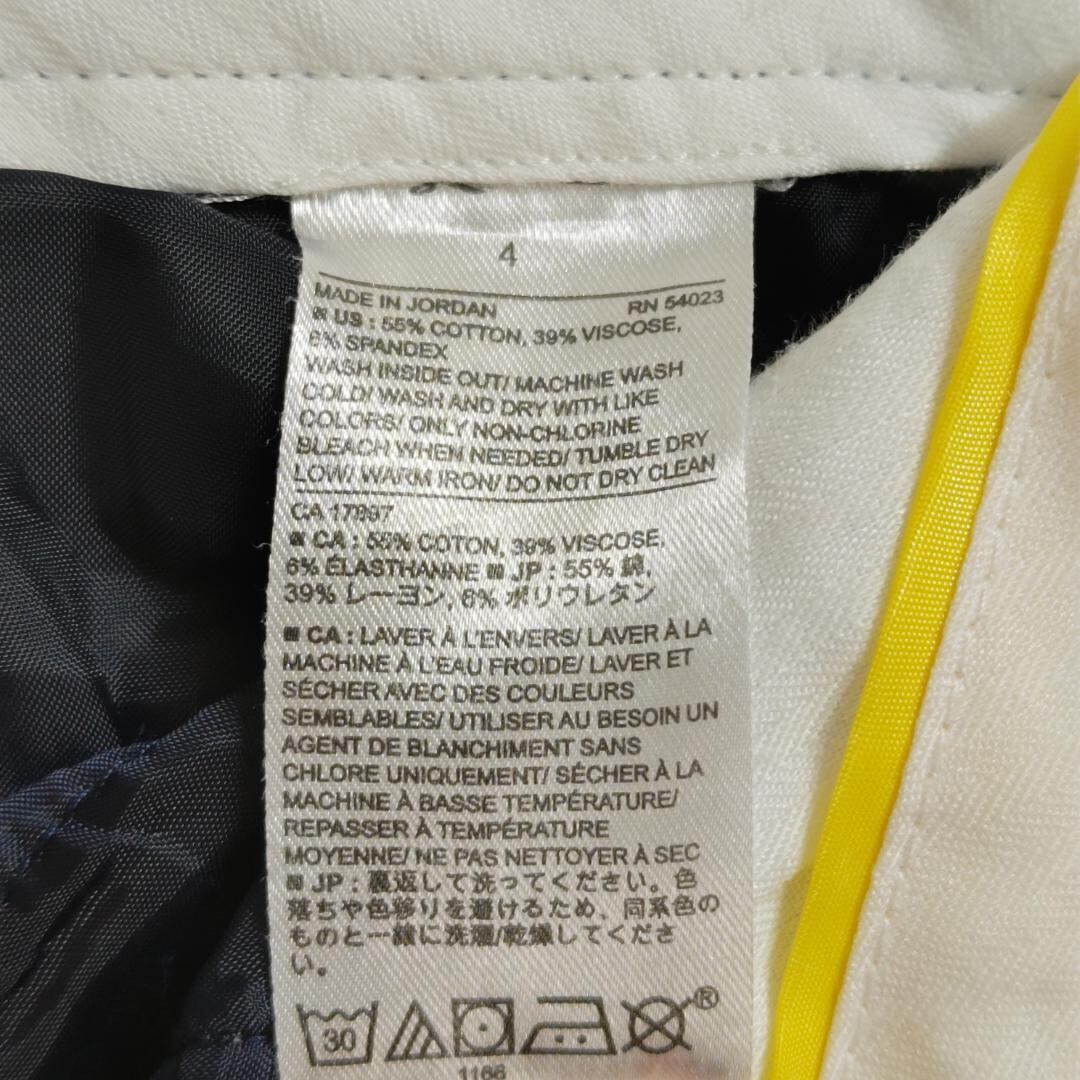 4
MADE IN JORDAN RN 54023
■ US : 55% COTTON, 39% VISCOSE,
6% SPANDEX
WASH INSIDE OUT/ MACHINE WASH
COLD/ WASH AND DRY WITH LIKE
COLORS/ ONLY NON-CHLORINE
BLEACH WHEN NEEDED/ TUMBLE DRY
LOW/ WARM IRON/ DO NOT DRY CLEAN
CA 17897
■ CA : 55% COTON, 39% VISCOSE,
6% ÉLASTHANNE ■ JP : 55% 綿,
39% レーヨン, 6% ポリウレタン
■ CA : LAVER À L'ENVERS/ LAVER À LA
MACHINE À L'EAU FROIDE/ LAVER ET
SÉCHER AVEC DES COULEURS
SEMBLABLES/ UTILISER AU BESOIN UN
AGENT DE BLANCHIMENT SANS
CHLORE UNIQUEMENT/ SÉCHER À LA
MACHINE À BASSE TEMPÉRATURE/
REPASSER À TEMPÉRATURE
MOYENNE/ NE PAS NETTOYER À SEC
■ JP : 裏返して洗ってください。色
落ちや色移りを避けるため、同系色の
ものと一緒に洗濯/乾燥してくださ
い。
30 ®
1166